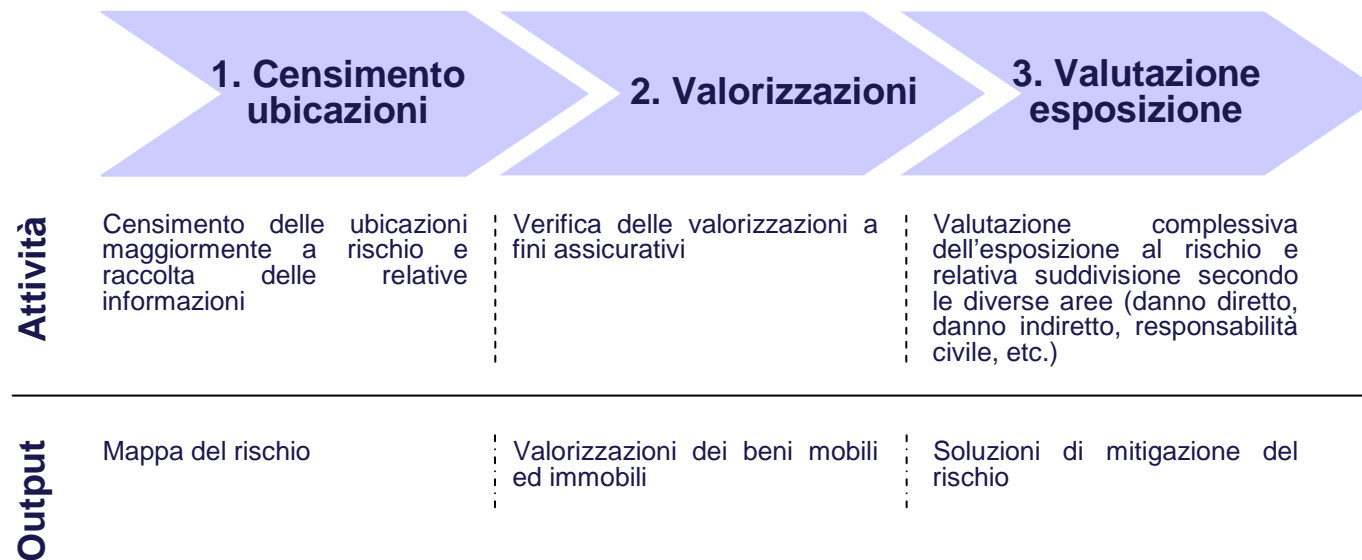 1. Censimento
ubicazioni
2. Valorizzazioni
3. Valutazione
esposizione
Attività
Censimento delle ubicazioni
maggiormente a rischio e
raccolta delle relative
informazioni
Verifica delle valorizzazioni a
fini assicurativi
Valutazione complessiva
dell'esposizione al rischio e
relativa suddivisione secondo
le diverse aree (danno diretto,
danno indiretto, responsabilità
civile, etc.)
Output
Mappa del rischio
Valorizzazioni dei beni mobili
ed immobili
Soluzioni di mitigazione del
rischio